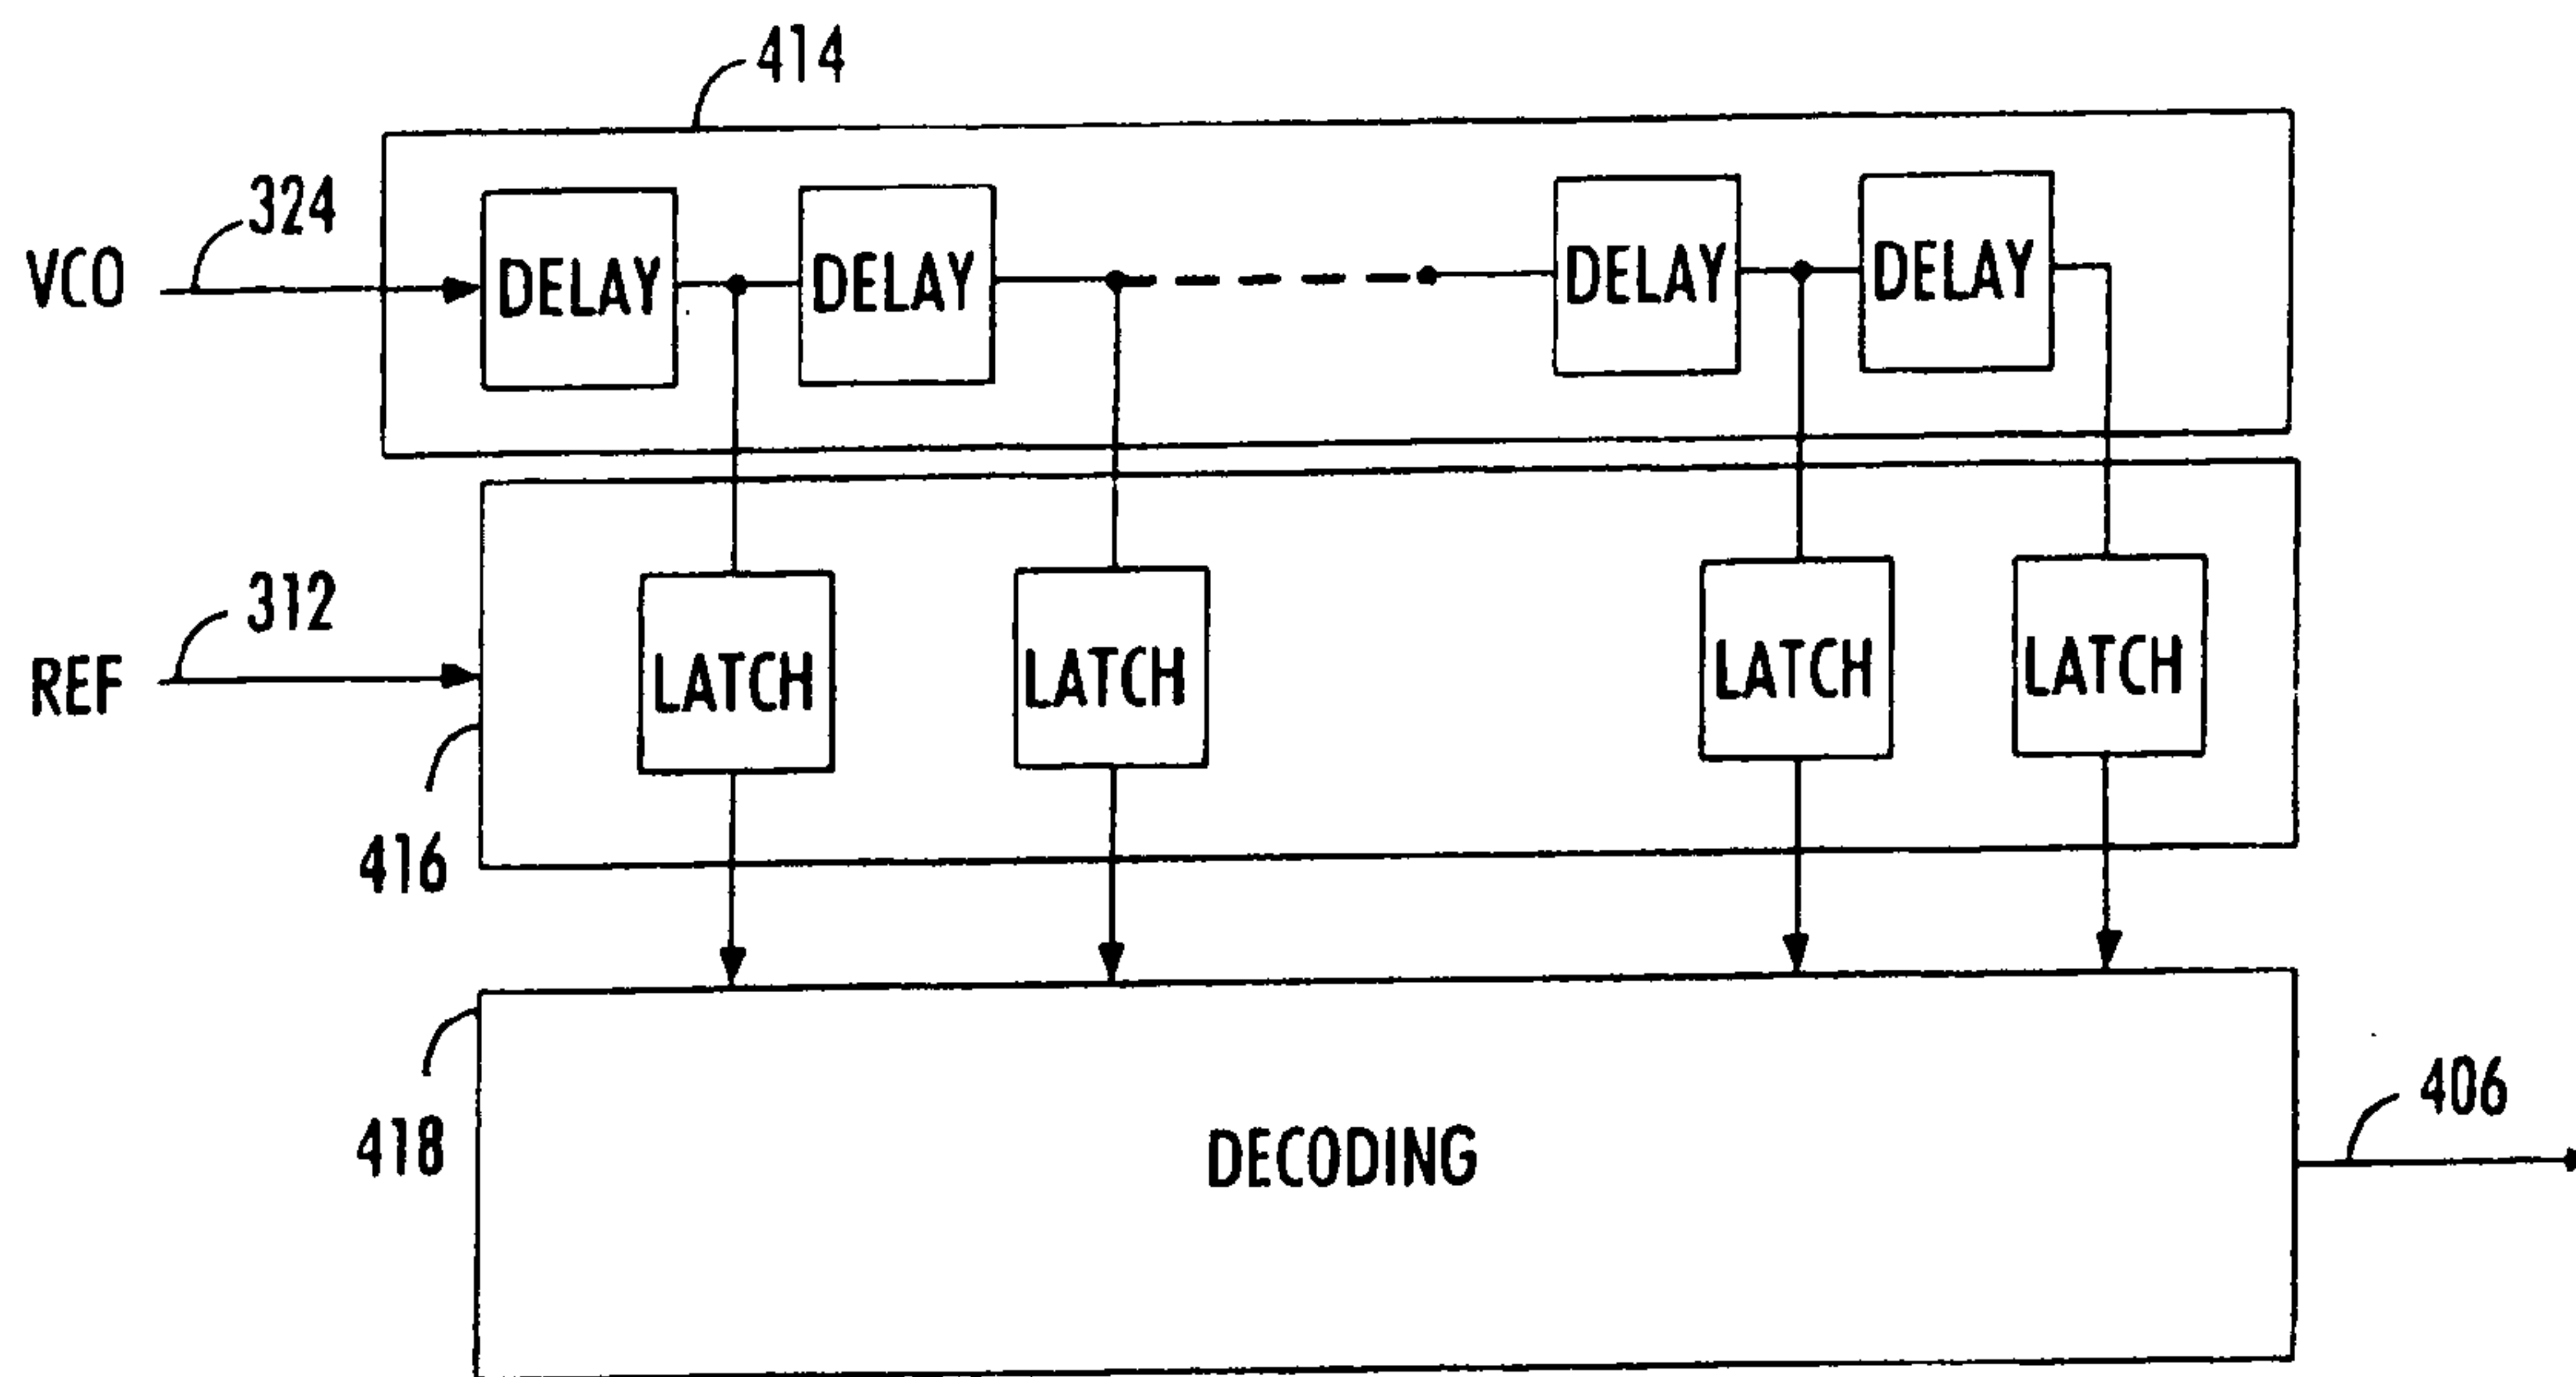 414
324
VCO
DELAY DELAY DELAY DELAY
312
REF
LATCH LATCH LATCH LATCH
416
418
DECODING
406